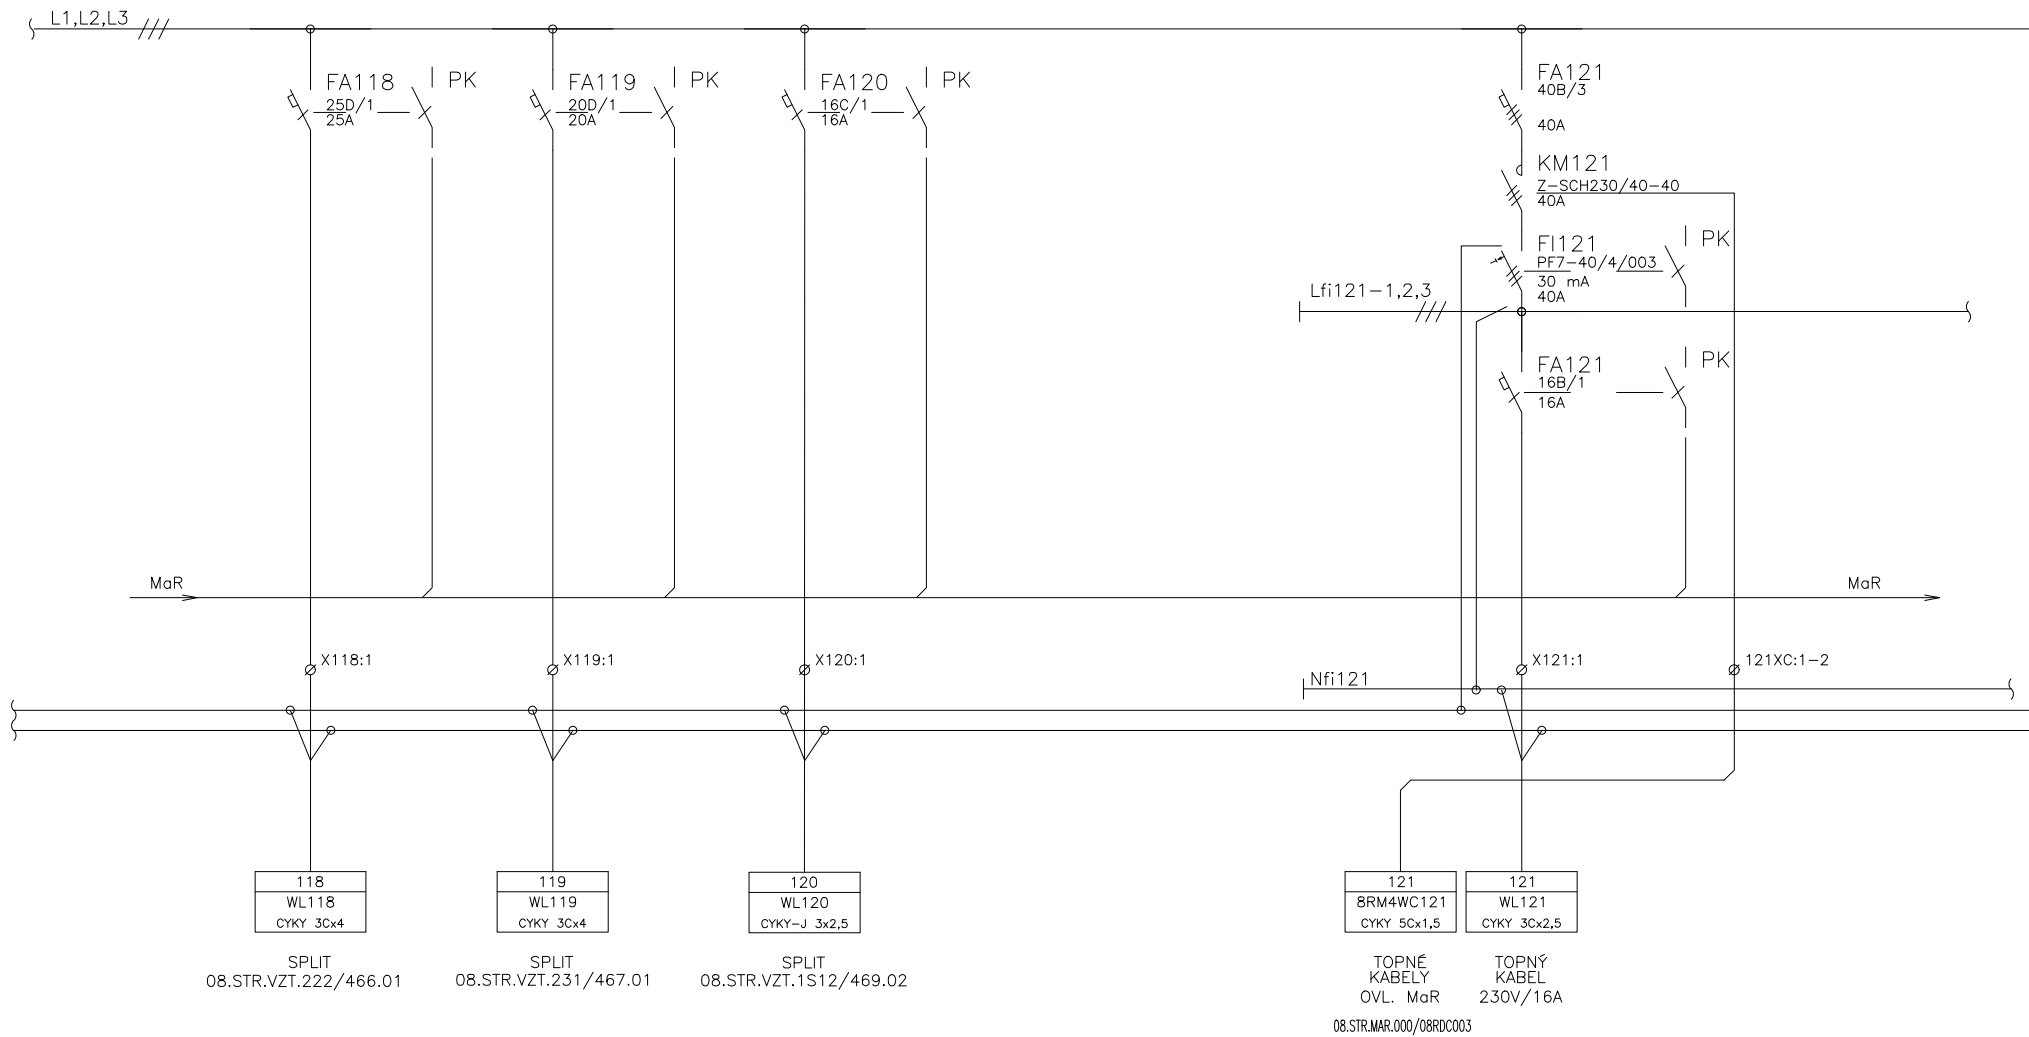 L1,L2,L3
FA118
25D/1
25A
PK
FA119
20D/1
20A
PK
FA120
16C/1
16A
PK
FA121
40B/3
40A
KM121
Z-SCH230/40-40
40A
FI121
PF7-40/4/003
30 mA
40A
PK
Lfi121-1,2,3
FA121
16B/1
16A
PK
MaR
MaR
X118:1
X119:1
X120:1
X121:1
121XC:1-2
Nfi121
118
WL118
CYKY 3Cx4
SPLIT
08.STR.VZT.222/466.01
119
WL119
CYKY 3Cx4
SPLIT
08.STR.VZT.231/467.01
120
WL120
CYKY-J 3x2,5
SPLIT
08.STR.VZT.1S12/469.02
121
8RM4WC121
CYKY 5Cx1,5
TOPNÉ
KABELY
OVL. MaR
08.STR.MAR.000/08RDC003
121
WL121
CYKY 3Cx2,5
TOPNÝ
KABEL
230V/16A